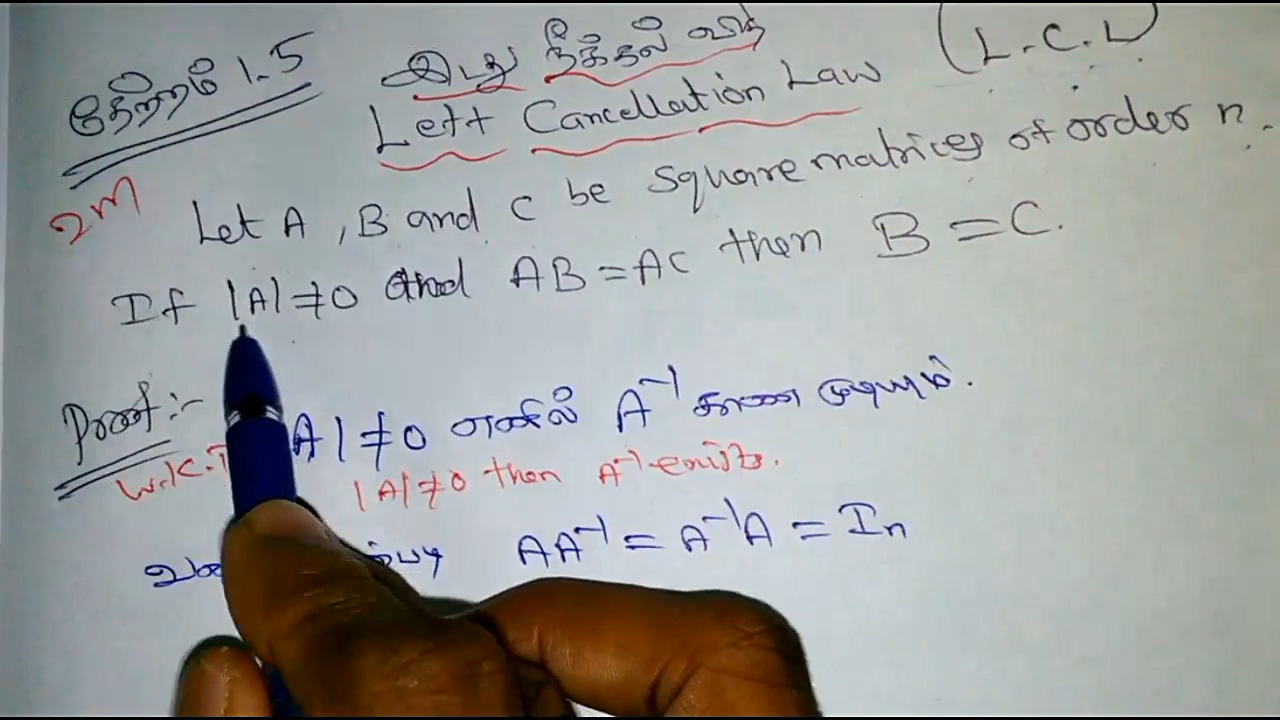 தேற்றம் 1.5
இடது நீக்கல் விதி
Left Cancellation Law (L.C.L)
2m
Let A, B and C be square matrices of order n.
If |A|≠0 and AB = AC then B = C.
Proof:-
A|≠0 எனில் A⁻¹ காண முடியும்.
W.K.T |A|≠0 then A⁻¹ exists.
AA⁻¹ = A⁻¹A = In